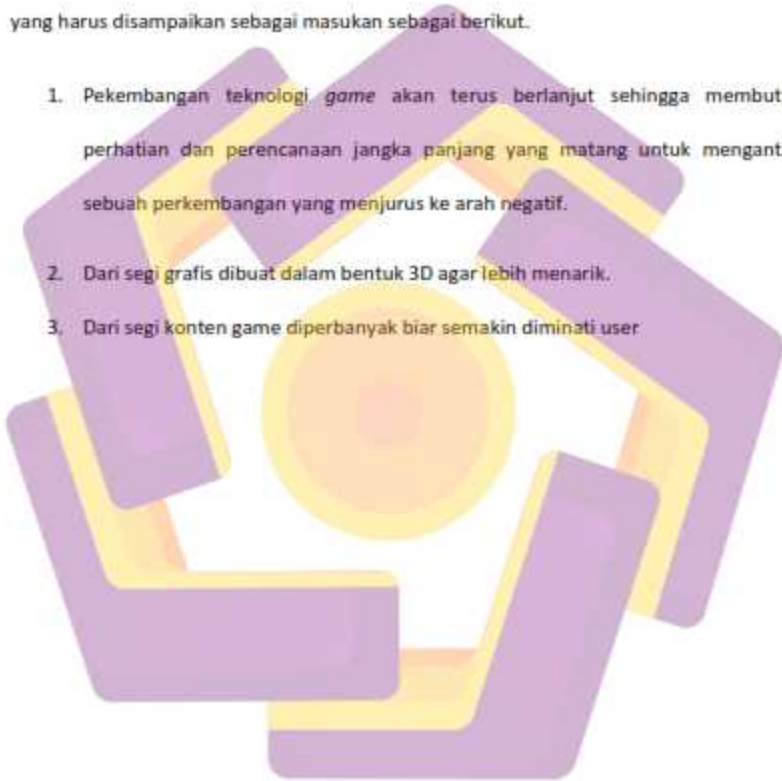 yang harus disampaikan sebagai masukan sebagai berikut.
1. Pekembangan teknologi game akan terus berlanjut sehingga membut
perhatian dan perencanaan jangka panjang yang matang untuk mengant
sebuah perkembangan yang menjurus ke arah negatif.
2. Dari segi grafis dibuat dalam bentuk 3D agar lebih menarik.
3. Dari segi konten game diperbanyak biar semakin diminati user